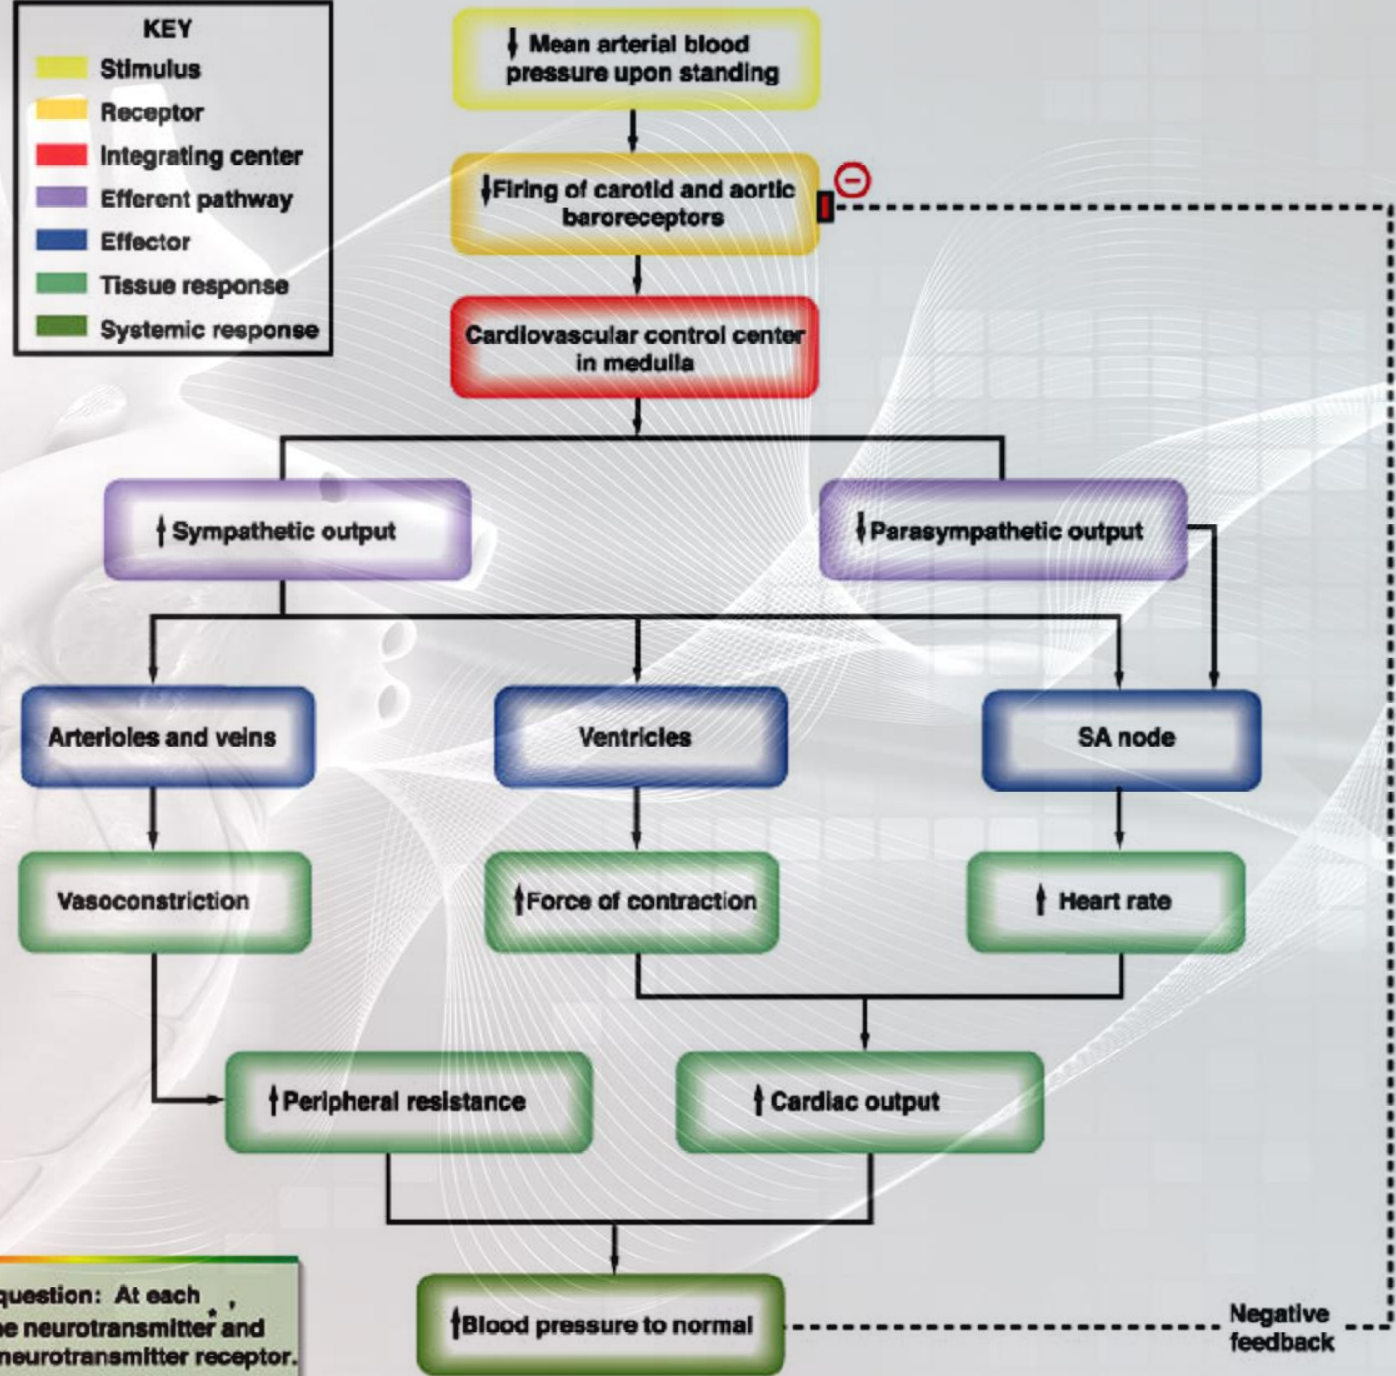 KEY
Stimulus
Receptor
Integrating center
Efferent pathway
Effector
Tissue response
Systemic response
↓ Mean arterial blood
pressure upon standing
↓Firing of carotid and aortic
baroreceptors
−
Cardiovascular control center
in medulla
↑ Sympathetic output
↓Parasympathetic output
Arterioles and veins
Ventricles
SA node
Vasoconstriction
↑Force of contraction
↑ Heart rate
↑Peripheral resistance
↑ Cardiac output
↑Blood pressure to normal
Negative
feedback
question: At each *,
neurotransmitter and
neurotransmitter receptor.